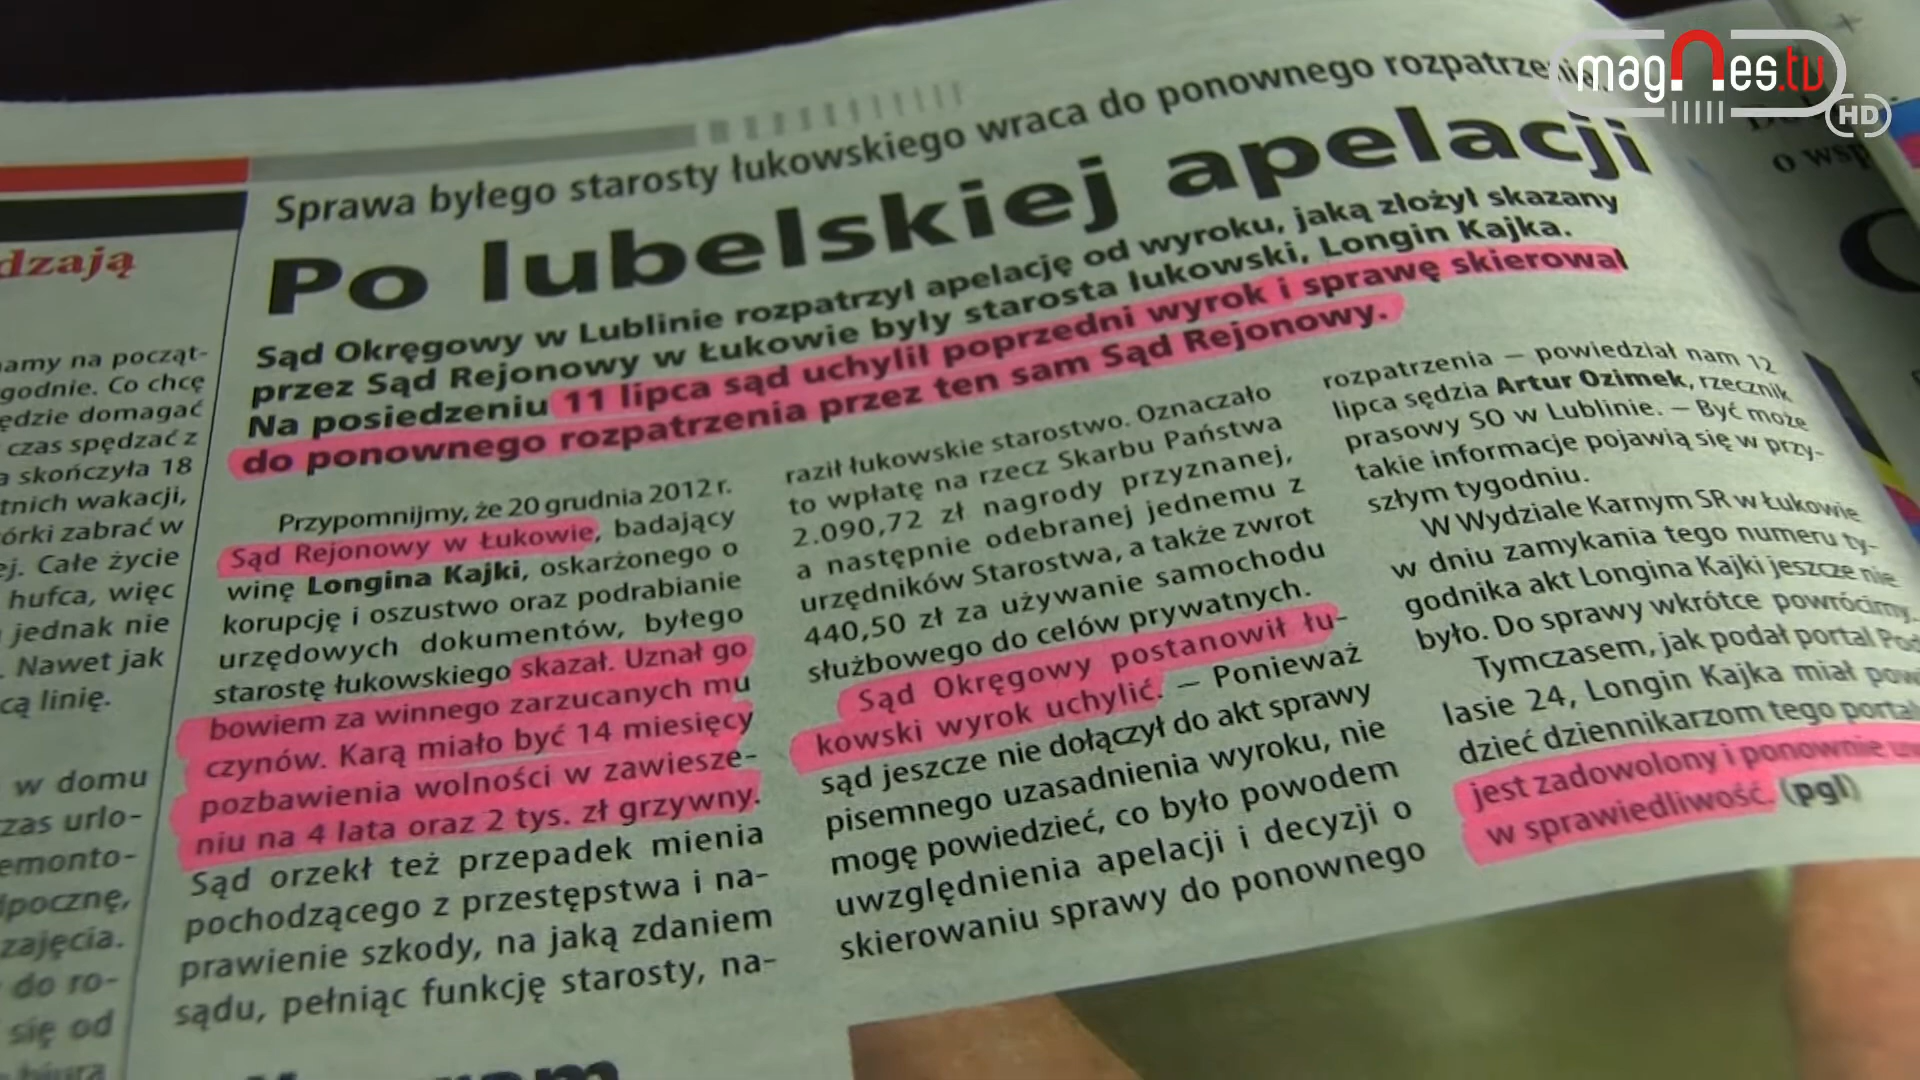 magnes.tv
HD
Sprawa byłego starosty łukowskiego wraca do ponownego rozpatrzenia
Po lubelskiej apelacji
Sąd Okręgowy w Lublinie rozpatrzył apelację od wyroku, jaką złożył skazany
przez Sąd Rejonowy w Łukowie były starosta łukowski, Longin Kajka.
Na posiedzeniu 11 lipca sąd uchylił poprzedni wyrok i sprawę skierował
do ponownego rozpatrzenia przez ten sam Sąd Rejonowy.
Przypomnijmy, że 20 grudnia 2012 r.
Sąd Rejonowy w Łukowie, badający
winę Longina Kajki, oskarżonego o
korupcję i oszustwo oraz podrabianie
urzędowych dokumentów, byłego
starostę łukowskiego skazał. Uznał go
bowiem za winnego zarzucanych mu
czynów. Karą miało być 14 miesięcy
pozbawienia wolności w zawiesze-
niu na 4 lata oraz 2 tys. zł grzywny.
Sąd orzekł też przepadek mienia
pochodzącego z przestępstwa i na-
prawienie szkody, na jaką zdaniem
sądu, pełniąc funkcję starosty, na-
raził łukowskie starostwo. Oznaczało
to wpłatę na rzecz Skarbu Państwa
2.090,72 zł nagrody przyznanej,
a następnie odebranej jednemu z
urzędników Starostwa, a także zwrot
440,50 zł za używanie samochodu
służbowego do celów prywatnych.
Sąd Okręgowy postanowił łu-
kowski wyrok uchylić. – Ponieważ
sąd jeszcze nie dołączył do akt sprawy
pisemnego uzasadnienia wyroku, nie
mogę powiedzieć, co było powodem
uwzględnienia apelacji i decyzji o
skierowaniu sprawy do ponownego
rozpatrzenia – powiedział nam 12
lipca sędzia Artur Ozimek, rzecznik
prasowy SO w Lublinie. – Być może
takie informacje pojawią się w przy-
szłym tygodniu.
W Wydziale Karnym SR w Łukowie
w dniu zamykania tego numeru ty-
godnika akt Longina Kajki jeszcze nie
było. Do sprawy wkrótce powrócimy.
Tymczasem, jak podał portal Pod
lasie 24, Longin Kajka miał pow
dzieć dziennikarzom tego portal
jest zadowolony i ponownie
w sprawiedliwość. (pgl)
dzają
amy na począt-
godnie. Co chcę
ędzie domagać
czas spędzać z
a skończyła 18
tnich wakacji,
órki zabrać w
ej. Całe życie
hufca, więc
jednak nie
. Nawet jak
cą linię.
w domu
zas urlo-
emonto-
pocznę,
zajęcia.
do ro-
się od
o wsp